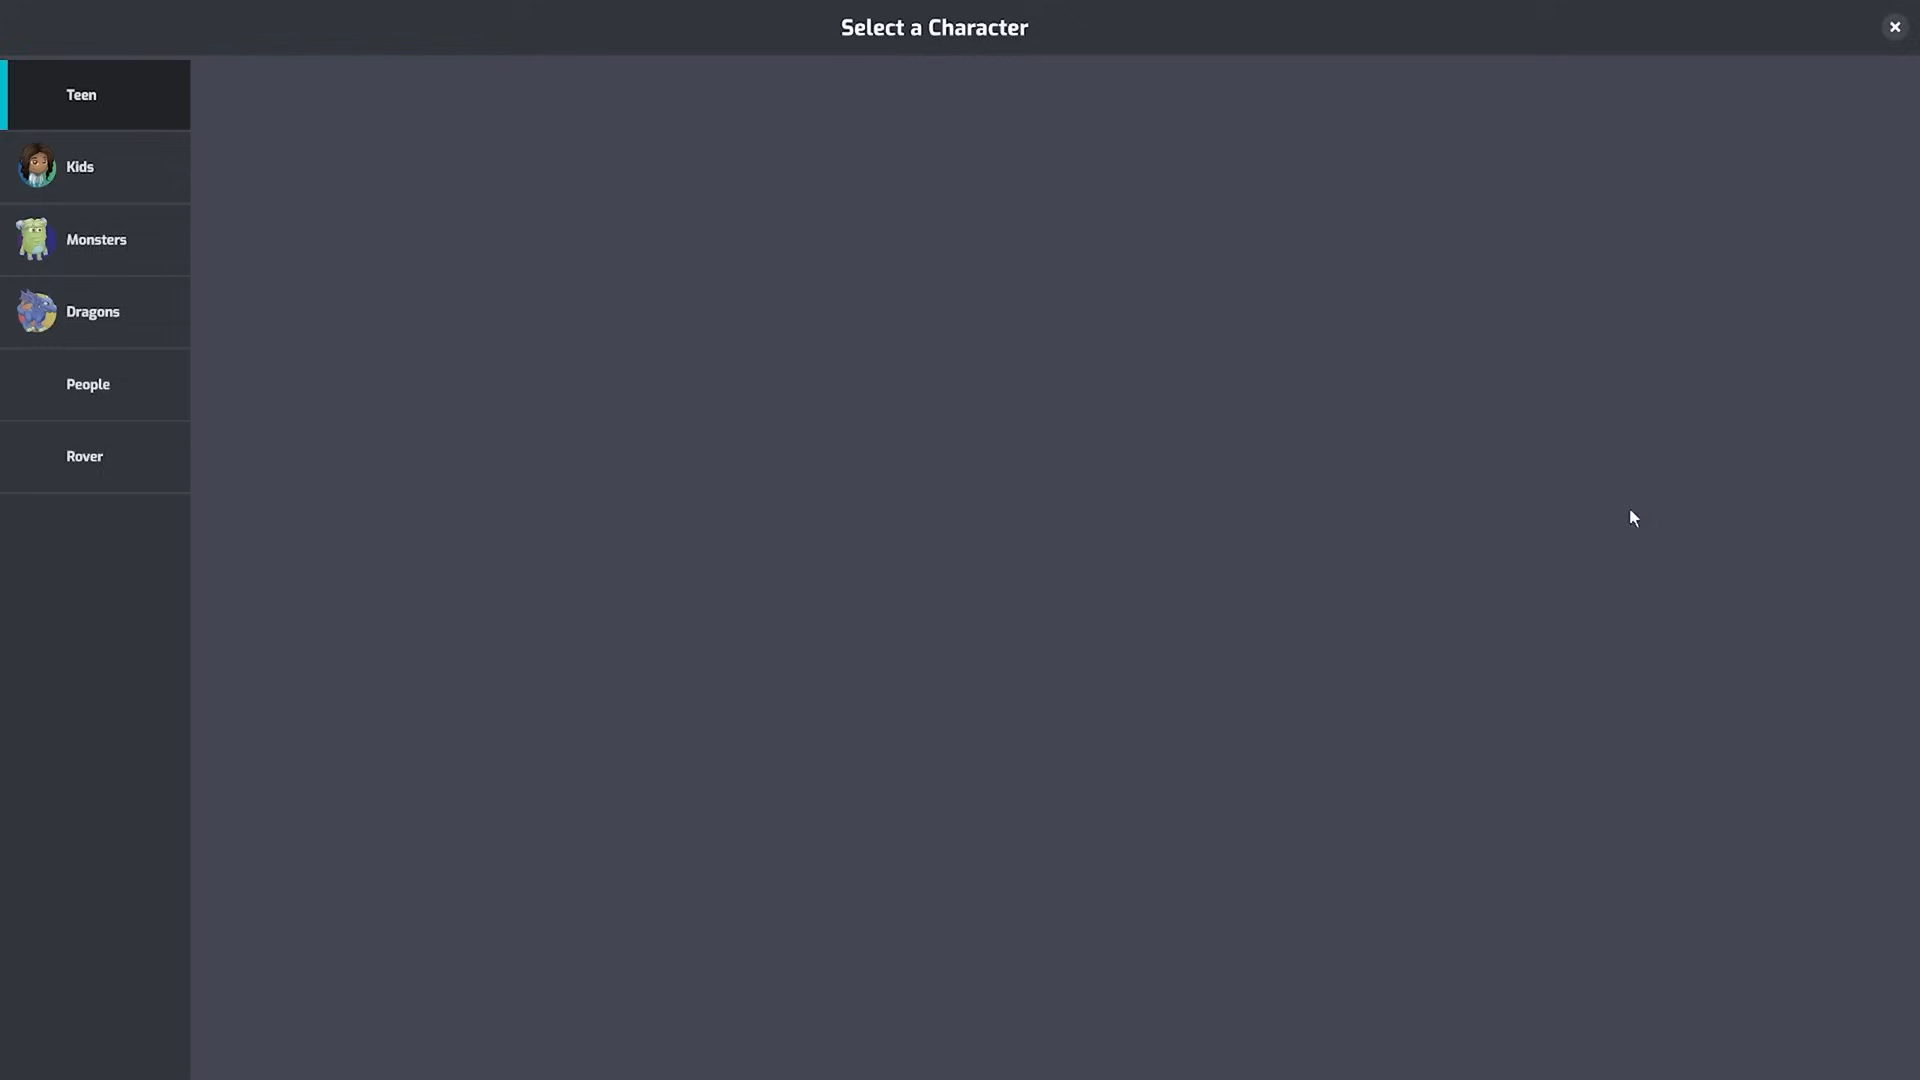 Select a Character
Teen
Kids
Monsters
Dragons
People
Rover